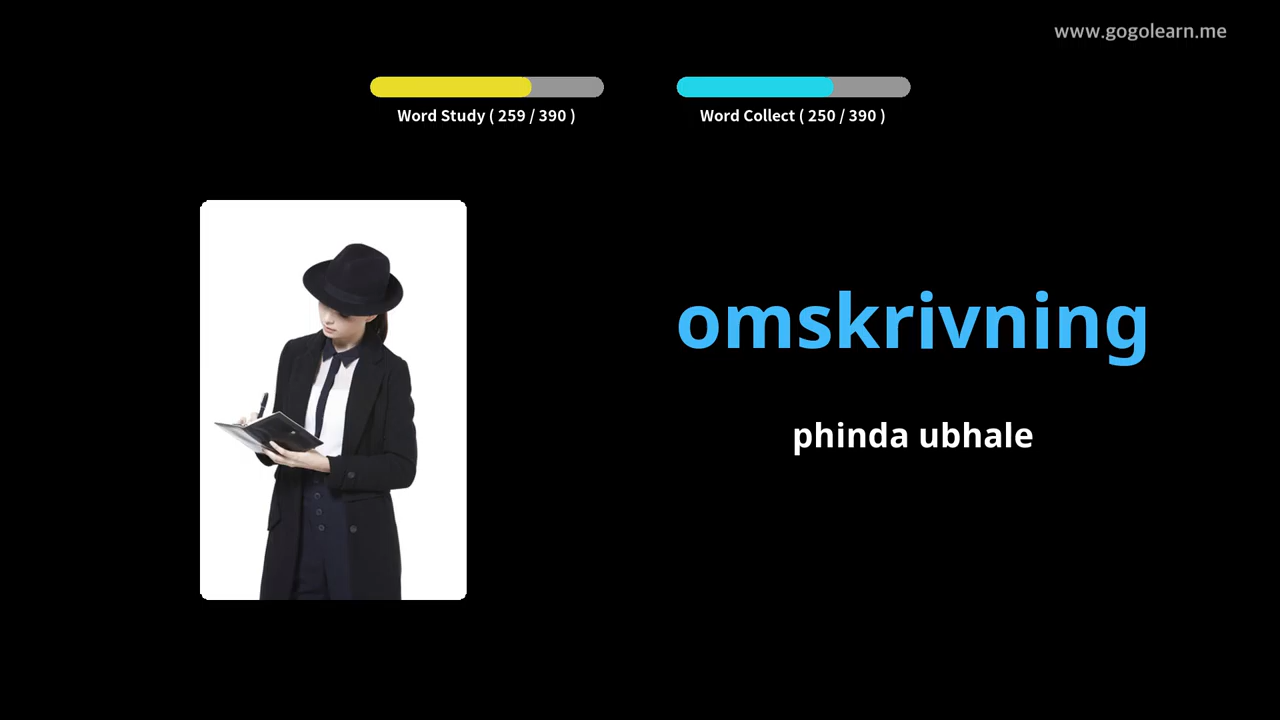 www.gogolearn.me
Word Study ( 259 / 390 )
Word Collect ( 250 / 390 )
omskrivning
phinda ubhale